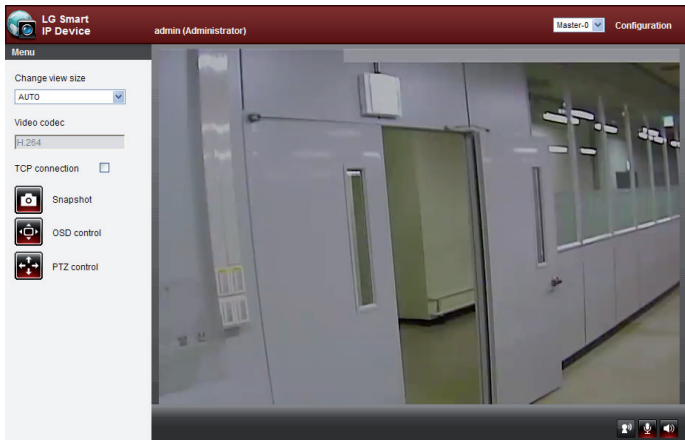 LG Smart
IP Device
admin (Administrator)
Master-0
Configuration
Menu
Change view size
AUTO
Video codec
H.264
TCP connection
Snapshot
OSD control
PTZ control